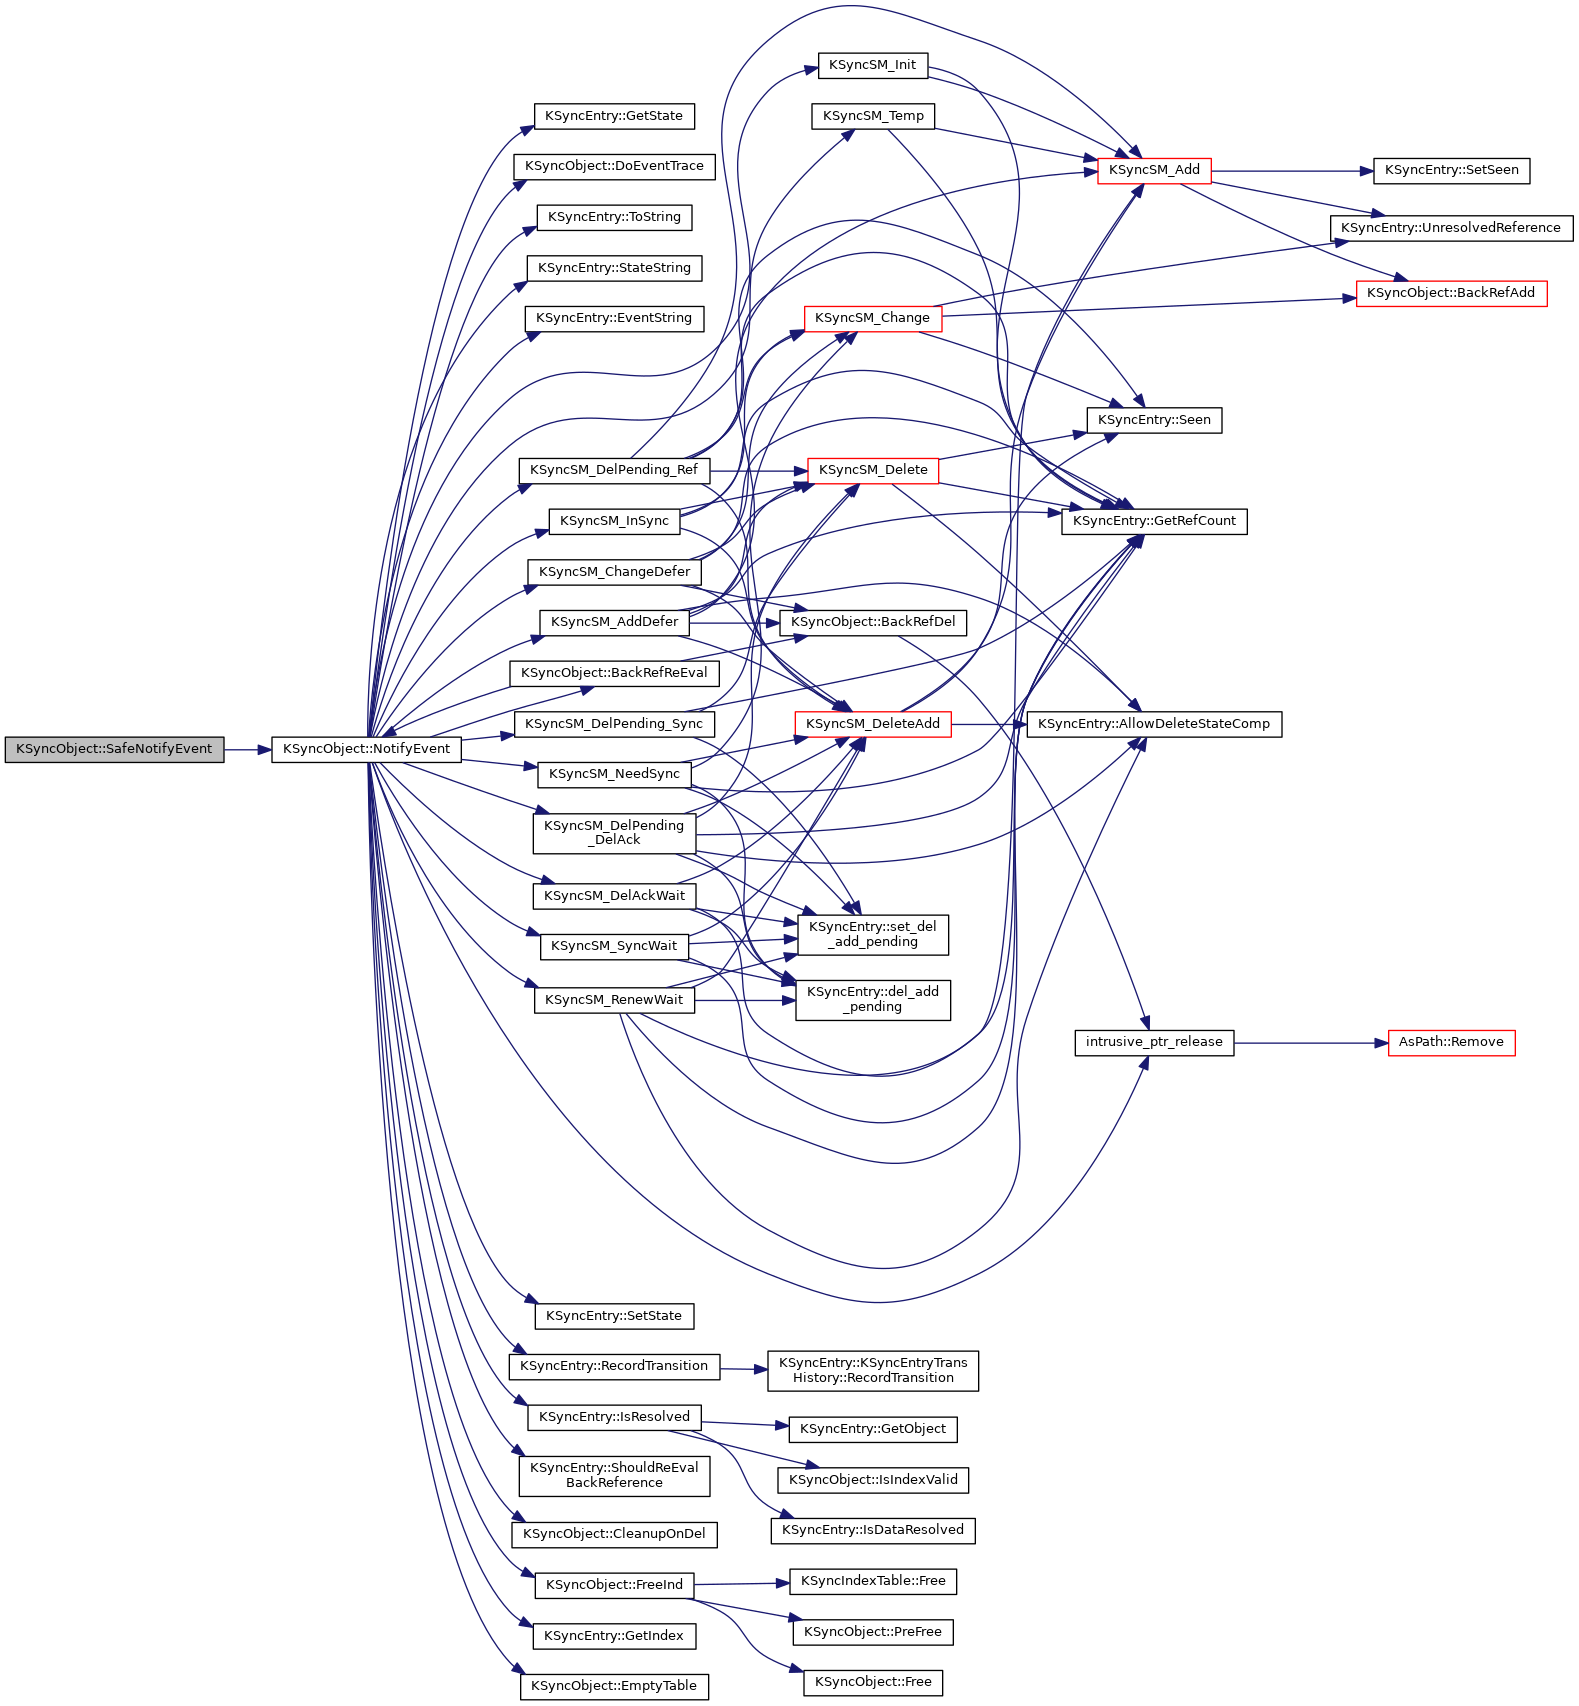 KSyncSM_Init
KSyncEntry::GetState
KSyncSM_Temp
KSyncObject::DoEventTrace
KSyncSM_Add
KSyncEntry::SetSeen
KSyncEntry::ToString
KSyncEntry::UnresolvedReference
KSyncEntry::StateString
KSyncObject::BackRefAdd
KSyncEntry::EventString
KSyncSM_Change
KSyncEntry::Seen
KSyncSM_DelPending_Ref
KSyncSM_Delete
KSyncSM_InSync
KSyncEntry::GetRefCount
KSyncSM_ChangeDefer
KSyncSM_AddDefer
KSyncObject::BackRefDel
KSyncObject::BackRefReEval
KSyncSM_DelPending_Sync
KSyncSM_DeleteAdd
KSyncEntry::AllowDeleteStateComp
KSyncObject::SafeNotifyEvent
KSyncObject::NotifyEvent
KSyncSM_NeedSync
KSyncSM_DelPending
_DelAck
KSyncSM_DelAckWait
KSyncEntry::set_del
_add_pending
KSyncSM_SyncWait
KSyncSM_RenewWait
KSyncEntry::del_add
_pending
intrusive_ptr_release
AsPath::Remove
KSyncEntry::SetState
KSyncEntry::RecordTransition
KSyncEntry::KSyncEntryTrans
History::RecordTransition
KSyncEntry::IsResolved
KSyncEntry::GetObject
KSyncEntry::ShouldReEval
BackReference
KSyncObject::IsIndexValid
KSyncObject::CleanupOnDel
KSyncEntry::IsDataResolved
KSyncObject::FreeInd
KSyncIndexTable::Free
KSyncEntry::GetIndex
KSyncObject::PreFree
KSyncObject::EmptyTable
KSyncObject::Free